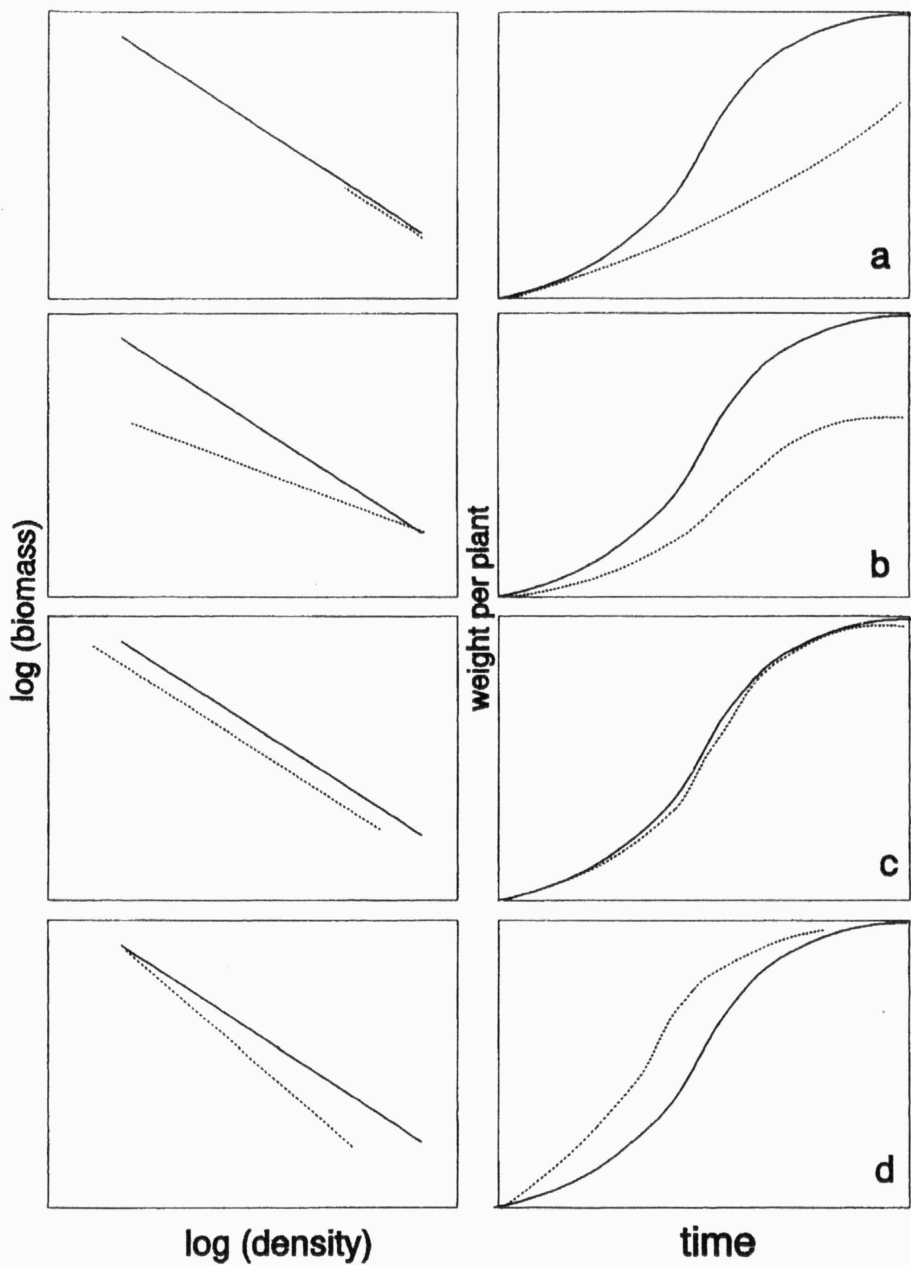 a
b
log (biomass)
weight per plant
c
d
log (density)
time